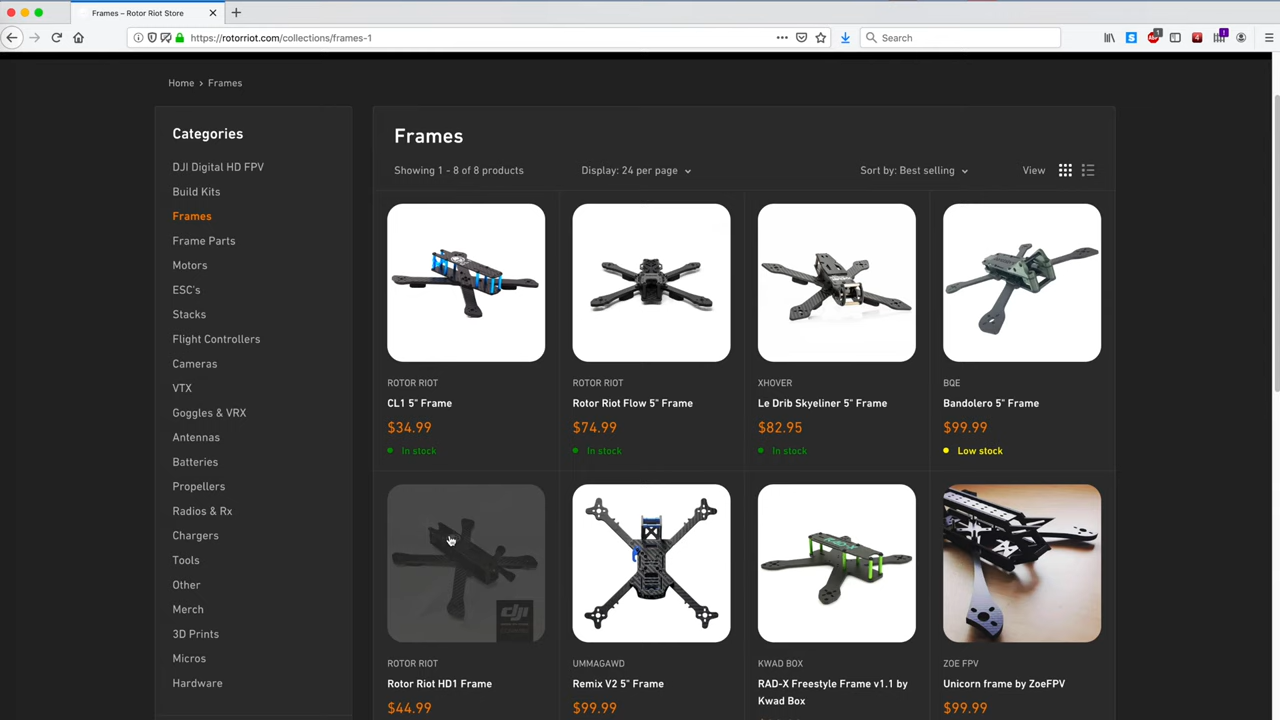 Frames – Rotor Riot Store
https://rotorriot.com/collections/frames-1
Search
1
4
1
Home › Frames
Categories
DJI Digital HD FPV
Build Kits
Frames
Frame Parts
Motors
ESC's
Stacks
Flight Controllers
Cameras
VTX
Goggles & VRX
Antennas
Batteries
Propellers
Radios & Rx
Chargers
Tools
Other
Merch
3D Prints
Micros
Hardware
Frames
Showing 1 - 8 of 8 products
Display: 24 per page
Sort by: Best selling
View
ROTOR RIOT
CL1 5" Frame
$34.99
In stock
ROTOR RIOT
Rotor Riot Flow 5" Frame
$74.99
In stock
XHOVER
Le Drib Skyeliner 5" Frame
$82.95
In stock
BQE
Bandolero 5" Frame
$99.99
Low stock
dji
ROTOR RIOT
Rotor Riot HD1 Frame
$44.99
UMMAGAWD
Remix V2 5" Frame
$99.99
RAD-X
KWAD BOX
RAD-X Freestyle Frame v1.1 by
Kwad Box
ZOE FPV
Unicorn frame by ZoeFPV
$99.99